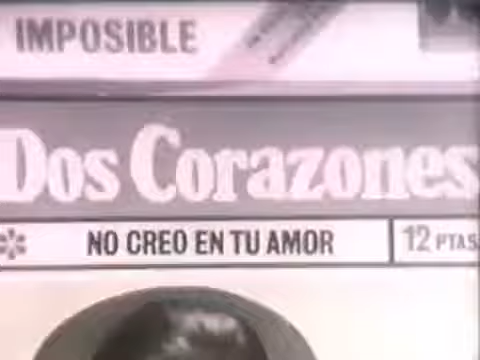 IMPOSIBLE
Dos Corazones
NO CREO EN TU AMOR
12 PTAS